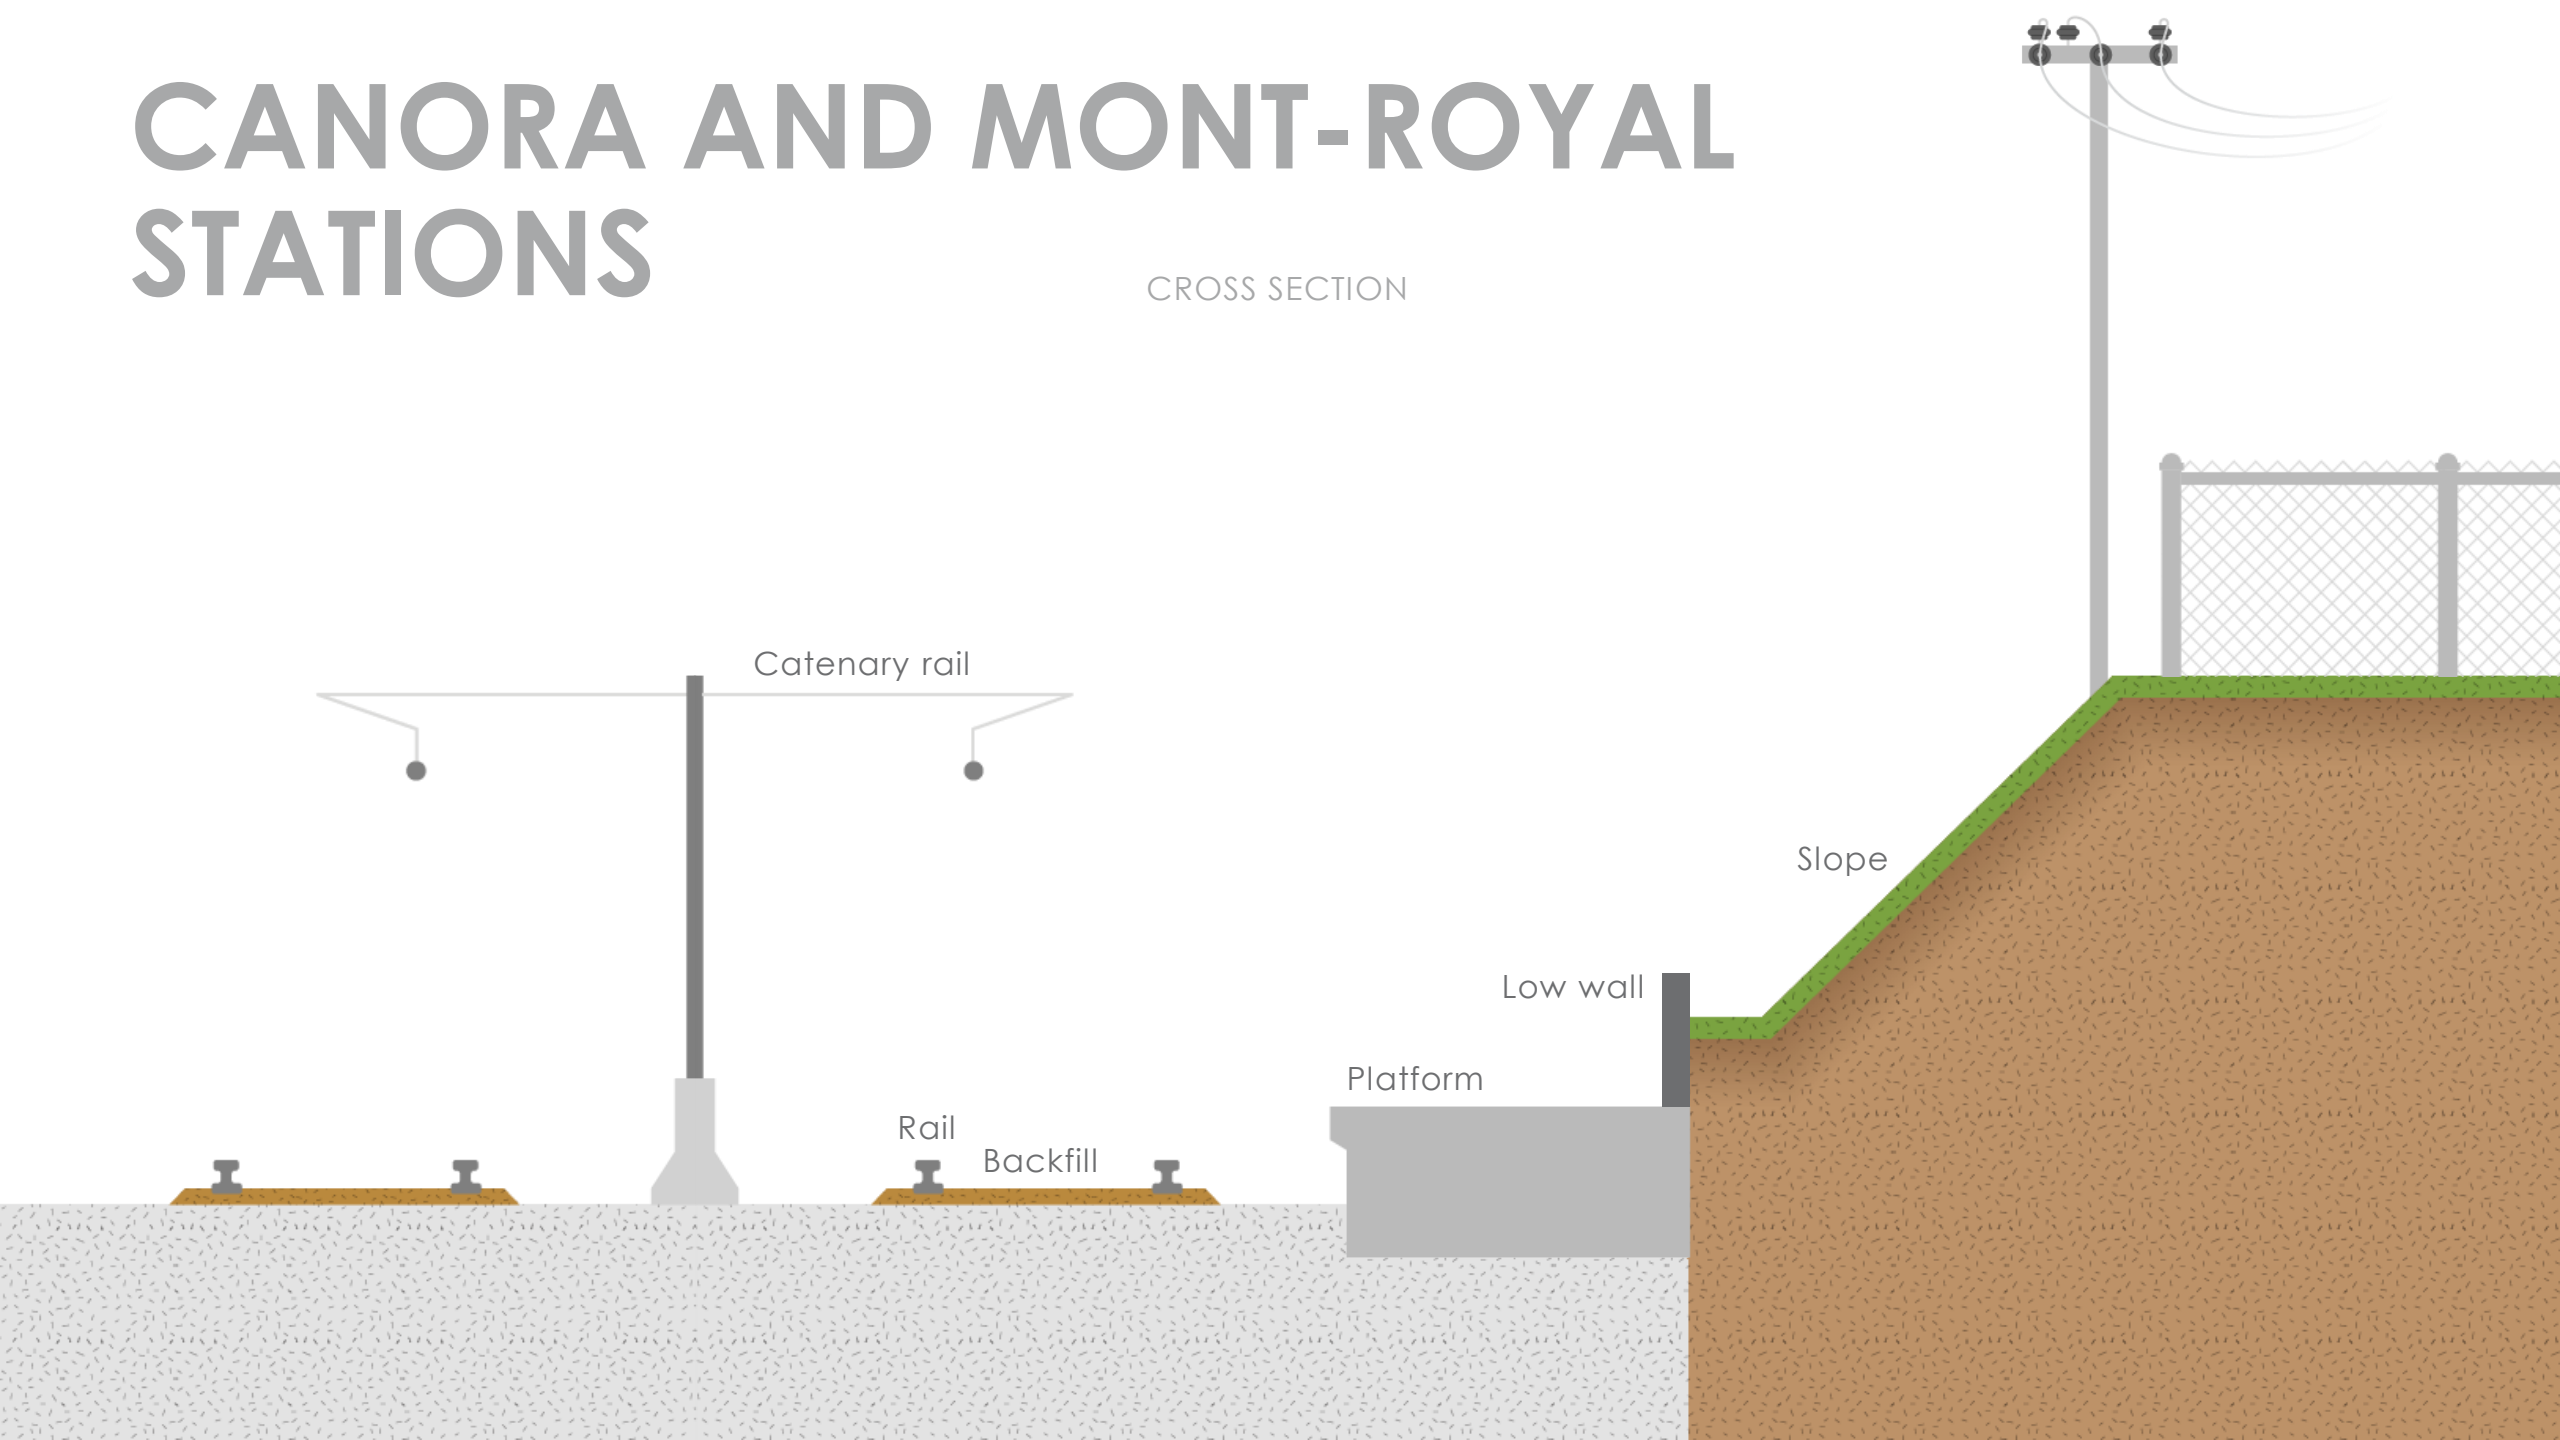 CANORA AND MONT-ROYAL
STATIONS
CROSS SECTION
Catenary rail
Slope
Low wall
Platform
Rail
Backfill